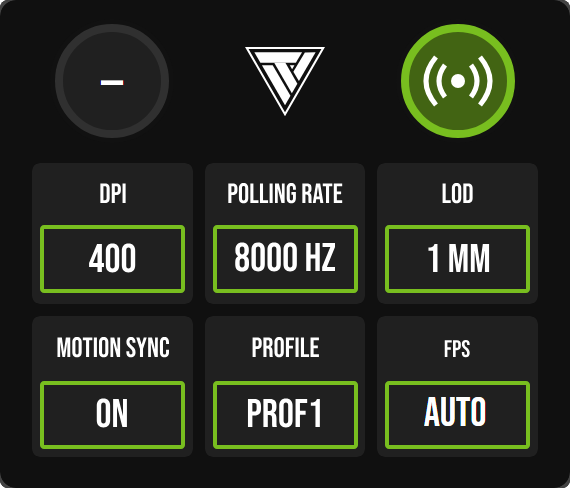 –
DPI
POLLING RATE
LOD
400
8000 HZ
1 MM
MOTION SYNC
PROFILE
FPS
ON
PROF1
AUTO